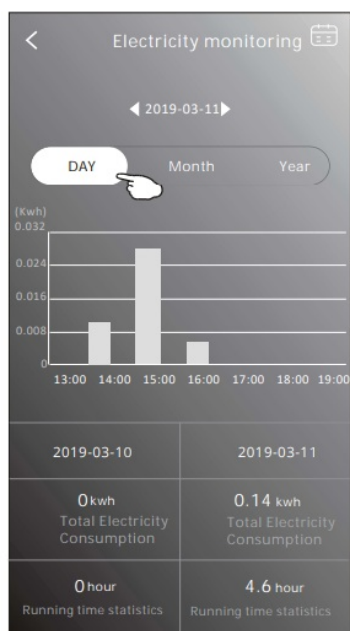 Electricity monitoring
2019-03-11
DAY Month Year
(Kwh)
0.032
0.024
0.016
0.008
0
13:00 14:00 15:00 16:00 17:00 18:00 19:00
2019-03-10 2019-03-11
0kwh 0.14 kwh
Total Electricity Total Electricity
Consumption Consumption
0hour 4.6 hour
Running time statistics Running time statistics